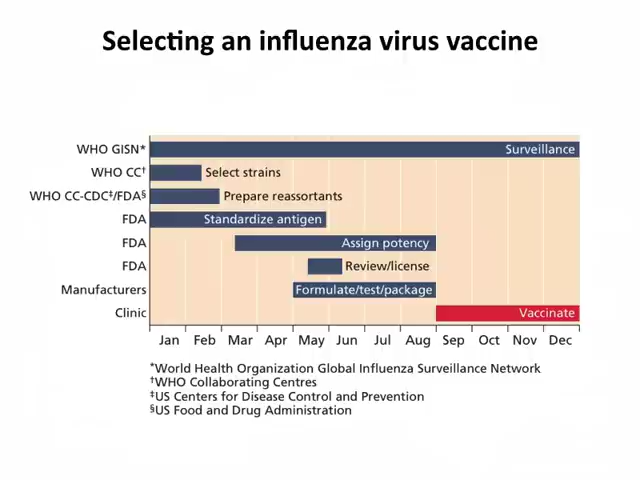 Selecting an influenza virus vaccine
WHO GISN* Surveillance
WHO CC† Select strains
WHO CC-CDC‡/FDA§ Prepare reassortants
FDA Standardize antigen
FDA Assign potency
FDA Review/license
Manufacturers Formulate/test/package
Clinic Vaccinate
Jan Feb Mar Apr May Jun Jul Aug Sep Oct Nov Dec
*World Health Organization Global Influenza Surveillance Network
†WHO Collaborating Centres
‡US Centers for Disease Control and Prevention
§US Food and Drug Administration